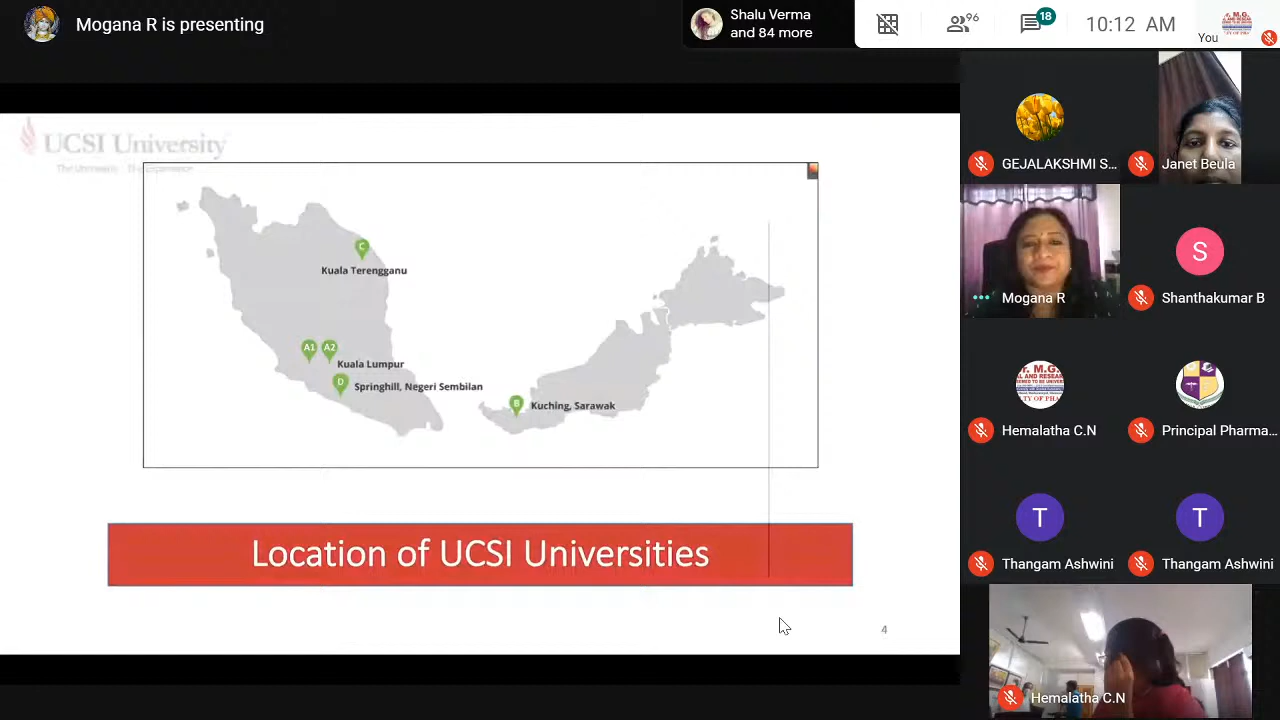 Mogana R is presenting
Shalu Verma
and 84 more
96
18
10:12 AM
You
UCSI University
C
Kuala Terengganu
A1 A2
Kuala Lumpur
D
Springhill, Negeri Sembilan
B
Kuching, Sarawak
Location of UCSI Universities
4
GEJALAKSHMI S...
Janet Beula
Mogana R
S
Shanthakumar B
Hemalatha C.N
Principal Pharma...
T
T
Thangam Ashwini
Thangam Ashwini
Hemalatha C.N